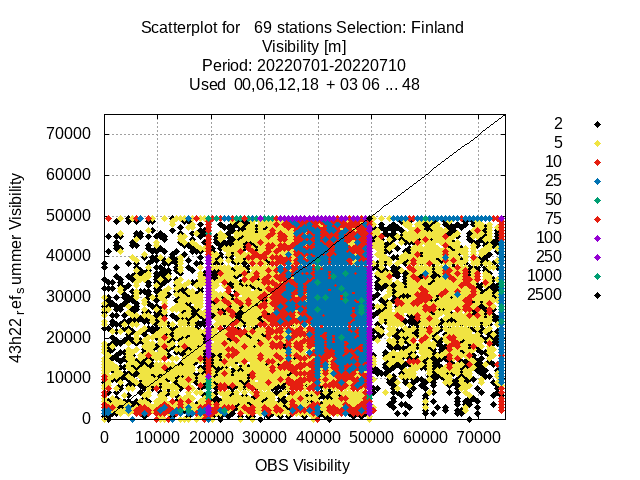 Scatterplot for 69 stations Selection: Finland
Visibility [m]
Period: 20220701-20220710
Used 00,06,12,18 + 03 06 ... 48
70000
60000
50000
40000
30000
20000
10000
0
43h22ref summer Visibility
0 10000 20000 30000 40000 50000 60000 70000
OBS Visibility
2
5
10
25
50
75
100
250
1000
2500